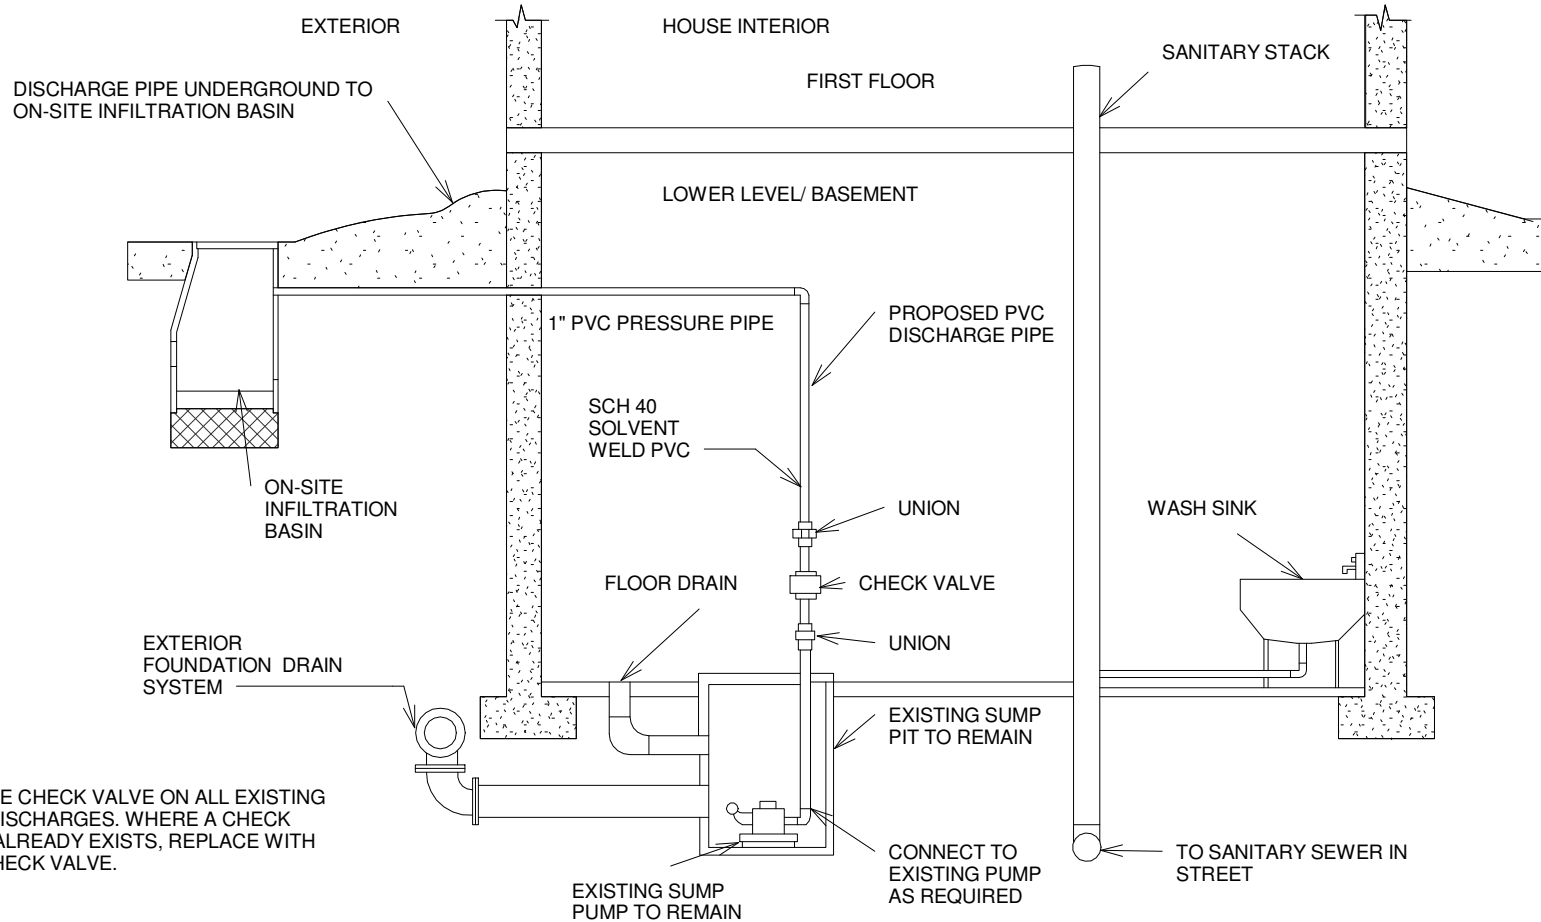 EXTERIOR
HOUSE INTERIOR
SANITARY STACK
FIRST FLOOR
DISCHARGE PIPE UNDERGROUND TO
ON-SITE INFILTRATION BASIN
LOWER LEVEL/ BASEMENT
1" PVC PRESSURE PIPE
PROPOSED PVC
DISCHARGE PIPE
SCH 40
SOLVENT
WELD PVC
ON-SITE
INFILTRATION
BASIN
UNION
WASH SINK
FLOOR DRAIN
CHECK VALVE
UNION
EXTERIOR
FOUNDATION DRAIN
SYSTEM
EXISTING SUMP
PIT TO REMAIN
CHECK VALVE ON ALL EXISTING
WHERE A CHECK
ALREADY EXISTS, REPLACE WITH
VALVE.
CONNECT TO
EXISTING PUMP
AS REQUIRED
TO SANITARY SEWER IN
STREET
EXISTING SUMP
PUMP TO REMAIN